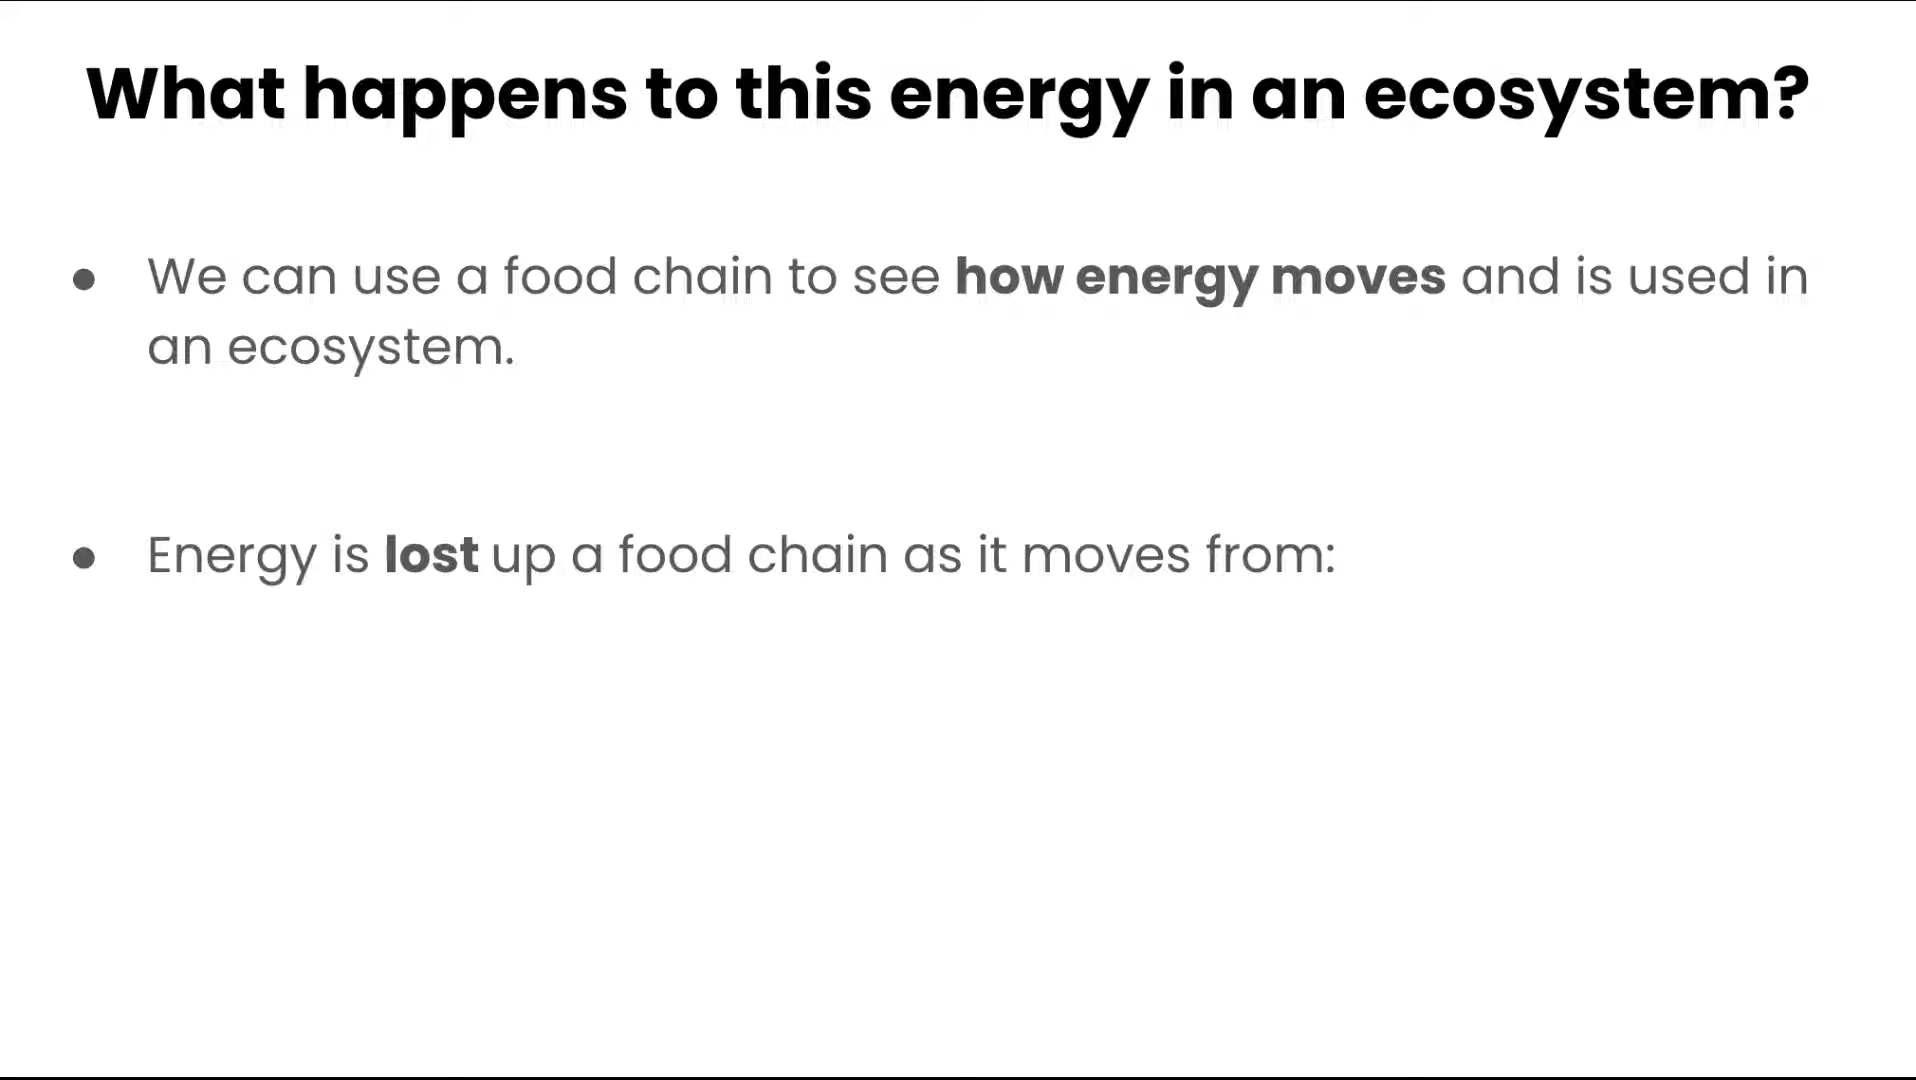 What happens to this energy in an ecosystem?
● We can use a food chain to see how energy moves and is used in
an ecosystem.
● Energy is lost up a food chain as it moves from: